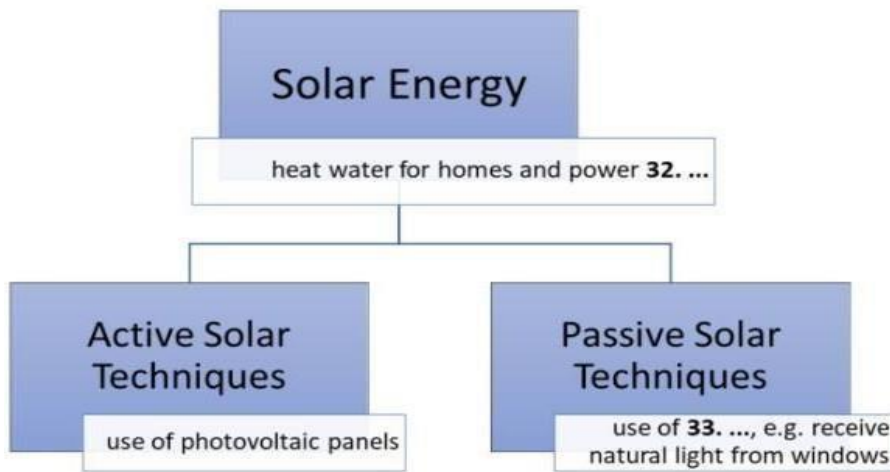 Solar Energy
heat water for homes and power 32. ...
Active Solar
Techniques
use of photovoltaic panels
Passive Solar
Techniques
use of 33. ..., e.g. receive
natural light from windows